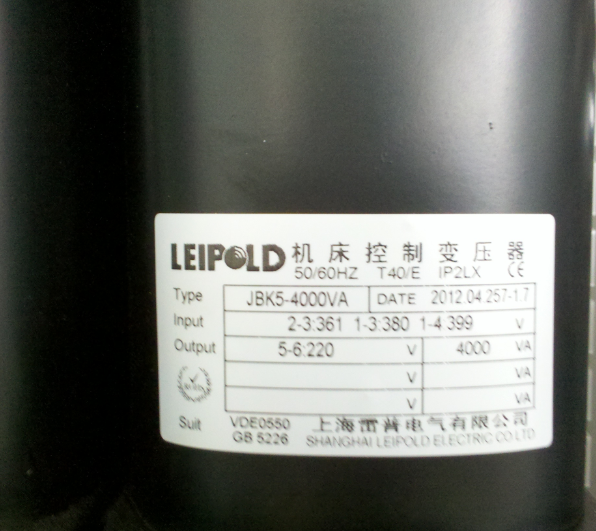 LEIPOLD 机床控制变压器
50/60HZ T40/E IP2LX CE
Type JBK5-4000VA DATE 2012.04.257-1.7
Input 2-3:361 1-3:380 1-4:399 V
Output 5-6:220 V 4000 VA
V VA
V VA
Suit VDE0550 上海雷普电气有限公司
GB 5226 SHANGHAI LEIPOLD ELECTRIC CO.LTD